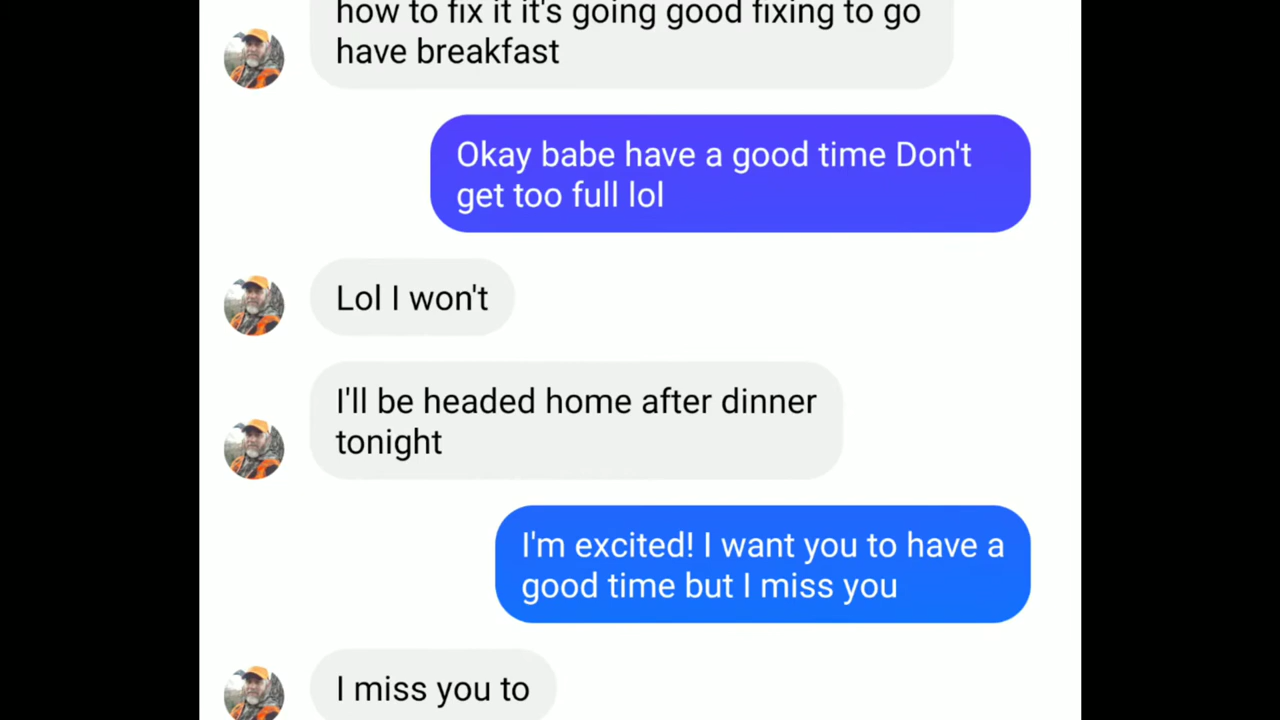 how to fix it it's going good fixing to go
have breakfast
Okay babe have a good time Don't
get too full lol
Lol I won't
I'll be headed home after dinner
tonight
I'm excited! I want you to have a
good time but I miss you
I miss you to